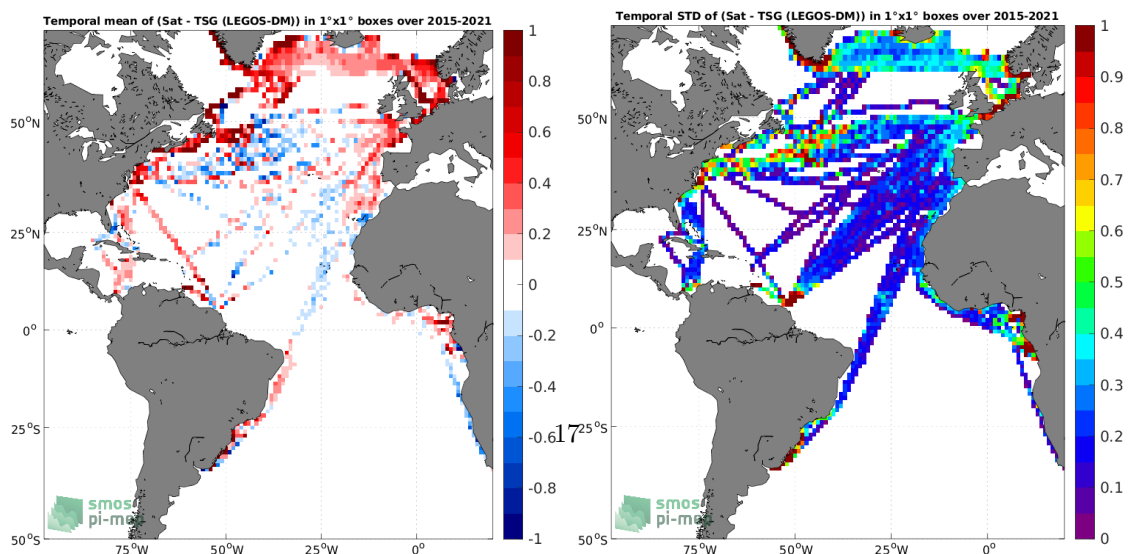 Temporal mean of (Sat - TSG (LEGOS-DM)) in 1°x1° boxes over 2015-2021
50°N
25°N
0°
25°S
50°S
75°W
50°W
25°W
0°
1
0.8
0.6
0.4
0.2
0
-0.2
-0.4
-0.6
-0.8
-1
smos
pi-me
17
Temporal STD of (Sat - TSG (LEGOS-DM)) in 1°x1° boxes over 2015-2021
50°N
25°N
0°
25°S
50°S
75°W
50°W
25°W
0°
1
0.9
0.8
0.7
0.6
0.5
0.4
0.3
0.2
0.1
0
smos
pi-mep